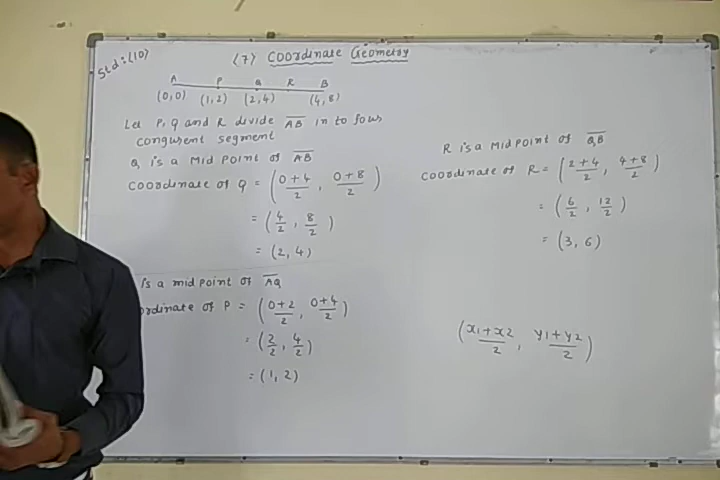 Std:(10)
(7) Coordinate Geometry
A P Q R B
(0,0) (1,2) (2,4) (4,8)
Let P, Q and R divide AB in to four
congruent segment
Q is a mid point of AB
coordinate of Q = (0+4/2, 0+8/2)
= (4/2, 8/2)
= (2, 4)
is a mid point of AQ
ordinate of P = (0+2/2, 0+4/2)
= (2/2, 4/2)
= (1, 2)
R is a mid point of QB
coordinate of R = (2+4/2, 4+8/2)
= (6/2, 12/2)
= (3, 6)
(x1+x2/2, y1+y2/2)